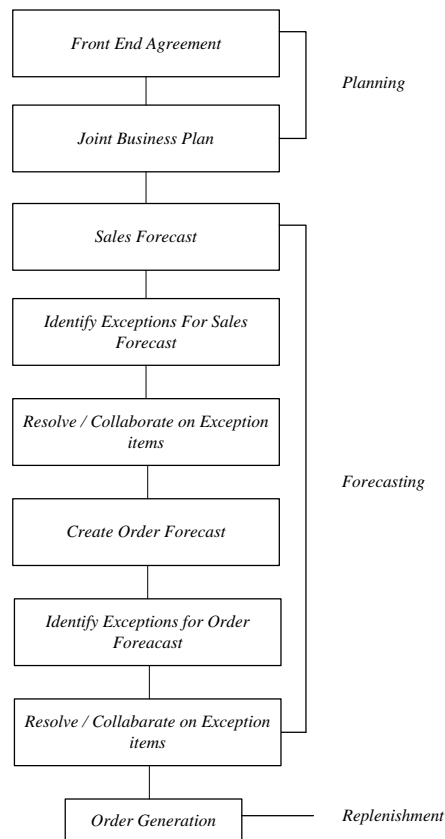 Front End Agreement
Planning
Joint Business Plan
Sales Forecast
Identify Exceptions For Sales
Forecast
Resolve / Collaborate on Exception
items
Forecasting
Create Order Forecast
Identify Exceptions for Order
Foreacast
Resolve / Collabarate on Exception
items
Order Generation
Replenishment